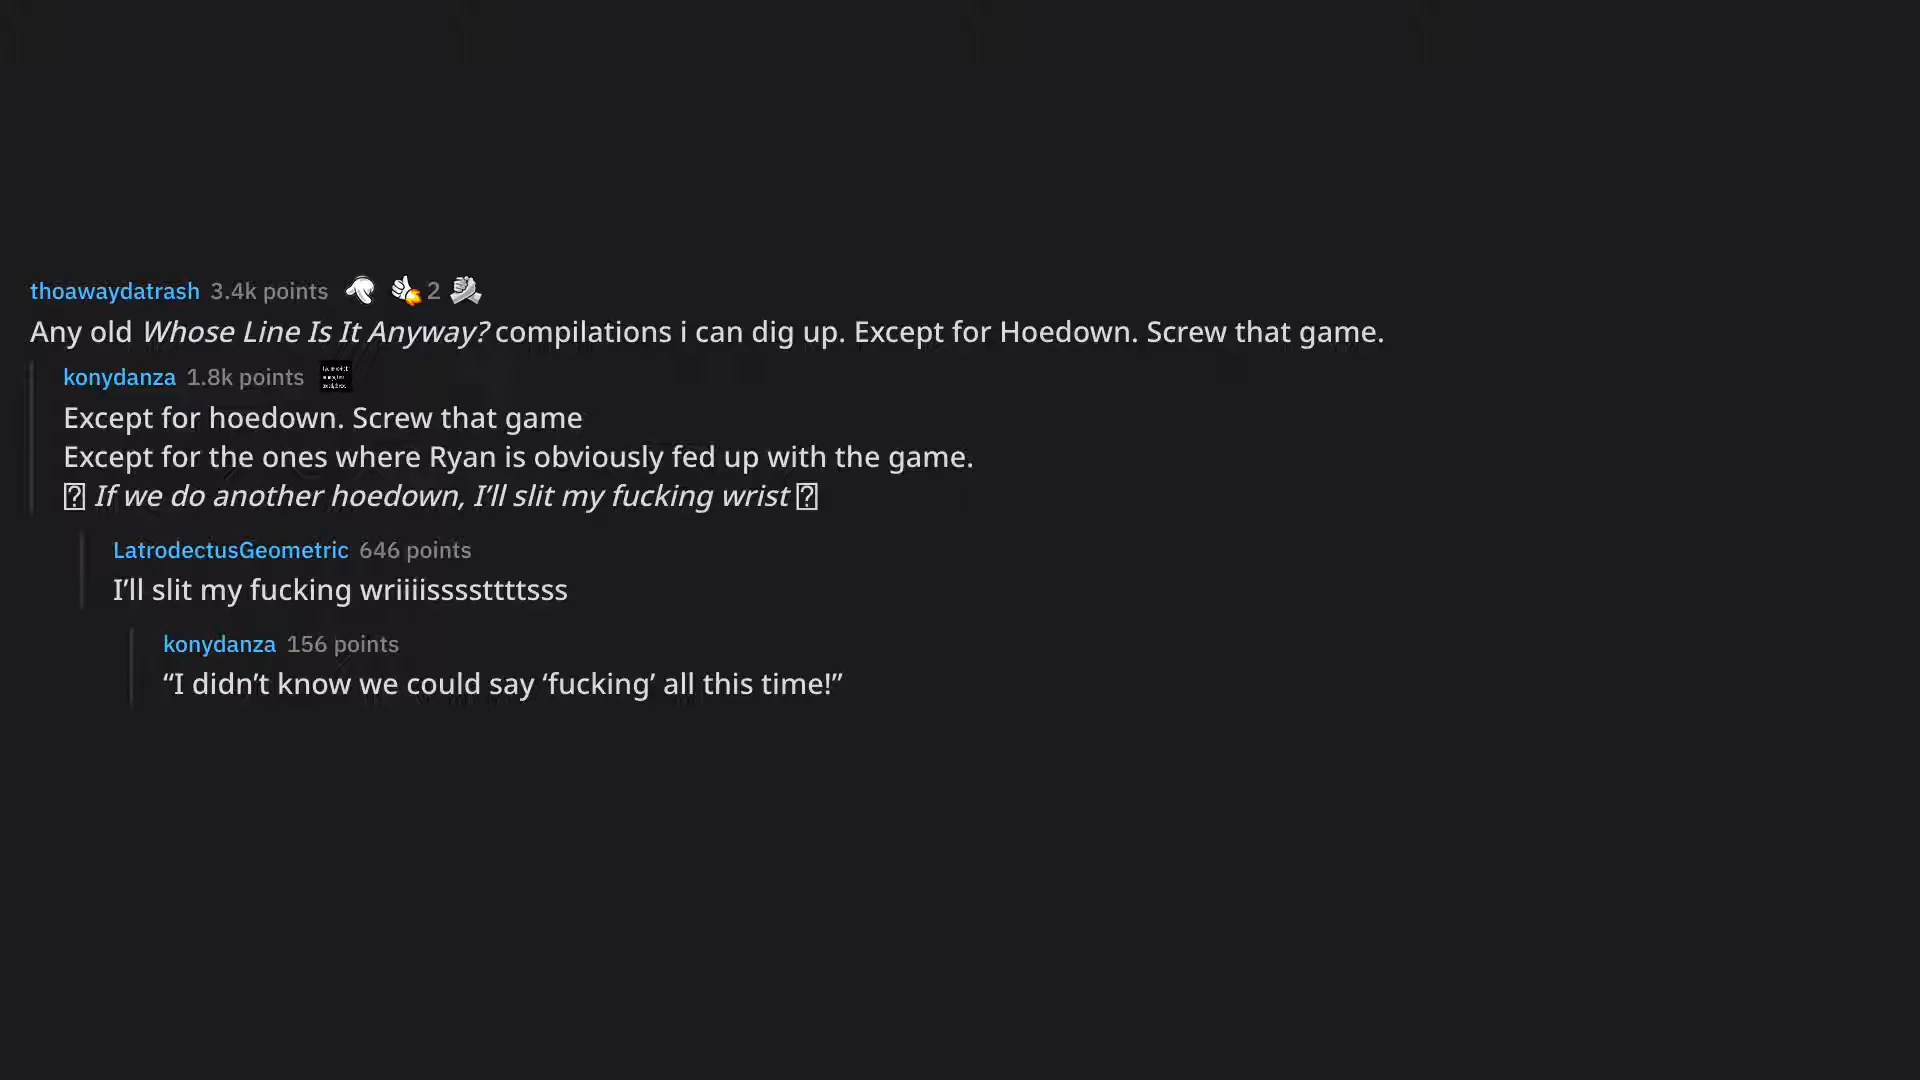 thoawaydatrash 3.4k points 2
Any old Whose Line Is It Anyway? compilations i can dig up. Except for Hoedown. Screw that game.
konydanza 1.8k points
Except for hoedown. Screw that game
Except for the ones where Ryan is obviously fed up with the game.
If we do another hoedown, I’ll slit my fucking wrist
LatrodectusGeometric 646 points
I’ll slit my fucking wriiiisssssttttsss
konydanza 156 points
“I didn’t know we could say ‘fucking’ all this time!”